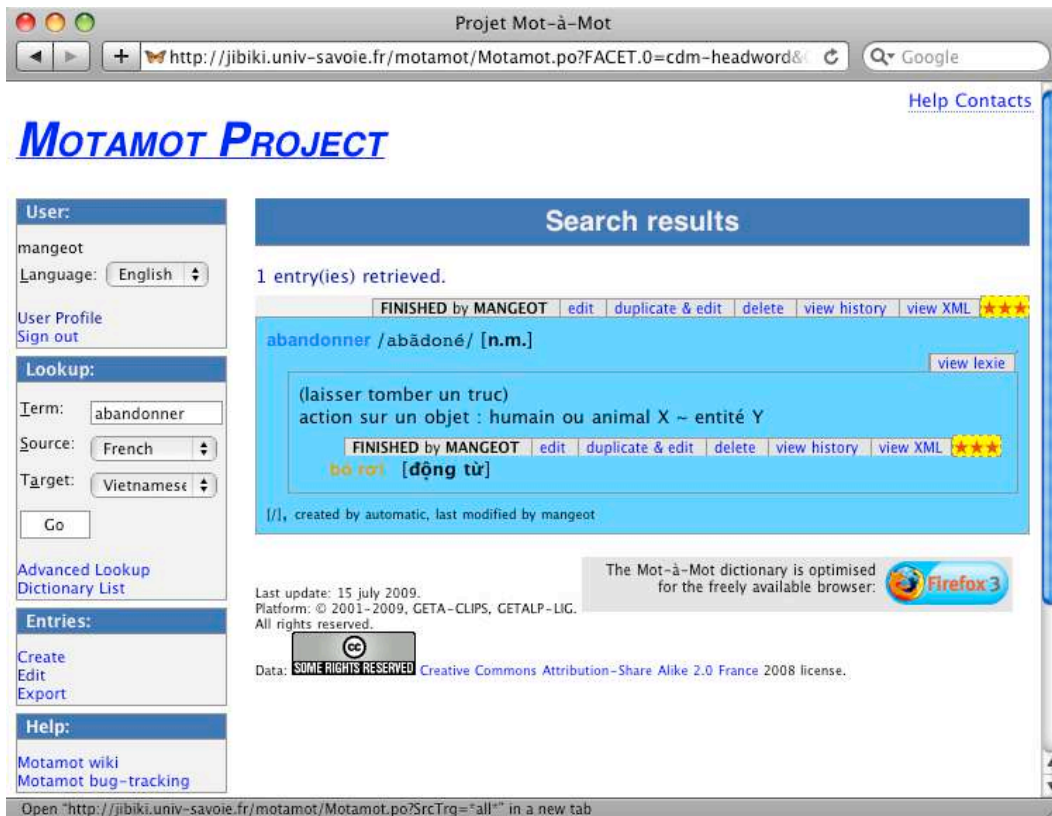 Projet Mot-à-Mot
http://jibiki.univ-savoie.fr/motamot/Motamot.po?FACET.0=cdm-headword&
Google
Help Contacts
MOTAMOT PROJECT
User:
mangeot
Language: English
User Profile
Sign out
Lookup:
Term: abandonner
Source: French
Target: Vietnamese
Go
Advanced Lookup
Dictionary List
Entries:
Create
Edit
Export
Help:
Motamot wiki
Motamot bug-tracking
Search results
1 entry(ies) retrieved.
FINISHED by MANGEOT edit duplicate & edit delete view history view XML ★★★
abandonner /abãdoné/ [n.m.]
view lexie
(laisser tomber un truc)
action sur un objet : humain ou animal X ~ entité Y
FINISHED by MANGEOT edit duplicate & edit delete view history view XML ★★★
bỏ rơi [động từ]
[/], created by automatic, last modified by mangeot
The Mot-à-Mot dictionary is optimised
for the freely available browser:
Firefox 3
Last update: 15 july 2009.
Platform: © 2001-2009, GETA-CLIPS, GETALP-LIG.
All rights reserved.
cc
Data: SOME RIGHTS RESERVED Creative Commons Attribution-Share Alike 2.0 France 2008 license.
Open "http://jibiki.univ-savoie.fr/motamot/Motamot.po?SrcTrg=*all*" in a new tab